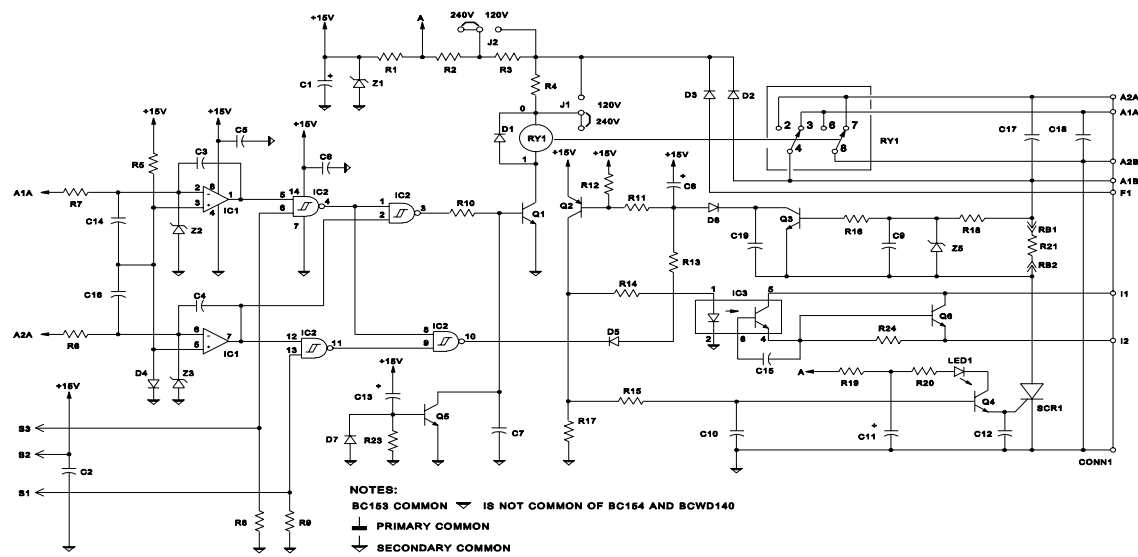 +15V A 240V 120V
J2
R1 R2 R3
C1 + Z1 R4
J1 120V
240V
D3 D2
A2A
A1A
2 3 6 7
4 8
RY1
C17 C18
A2B
A1B
F1
0
D1 RY1
1
+15V +15V +15V
C5 C6
R5 C3
A1A R7
8
2 - 1
3 + IC1
4
C14 Z2
14 IC2
5 4
6
7
IC2
1 3
2
R10 Q1
+15V +15V +15V
R12 + C8
Q2 R11 D6 Q3
R16 R18
C19 C9 Z5
RB1
R21
RB2
R13
C16 C4
A2A R6
6 - 7
5 + IC1
D4 Z3
12 IC2
13 11
8 IC2
9 10
D5
R14 1 IC3 5
2 6 4
C15
Q6
R24
I1
I2
+15V
C13 +
D7 R23 Q5
C7
R15
R17
C10
A R19 R20 LED1
Q4
C11 + C12
SCR1
CONN1
+15V
S3
B2
C2
S1
R8 R9
NOTES:
BC153 COMMON IS NOT COMMON OF BC154 AND BCWD140
PRIMARY COMMON
SECONDARY COMMON